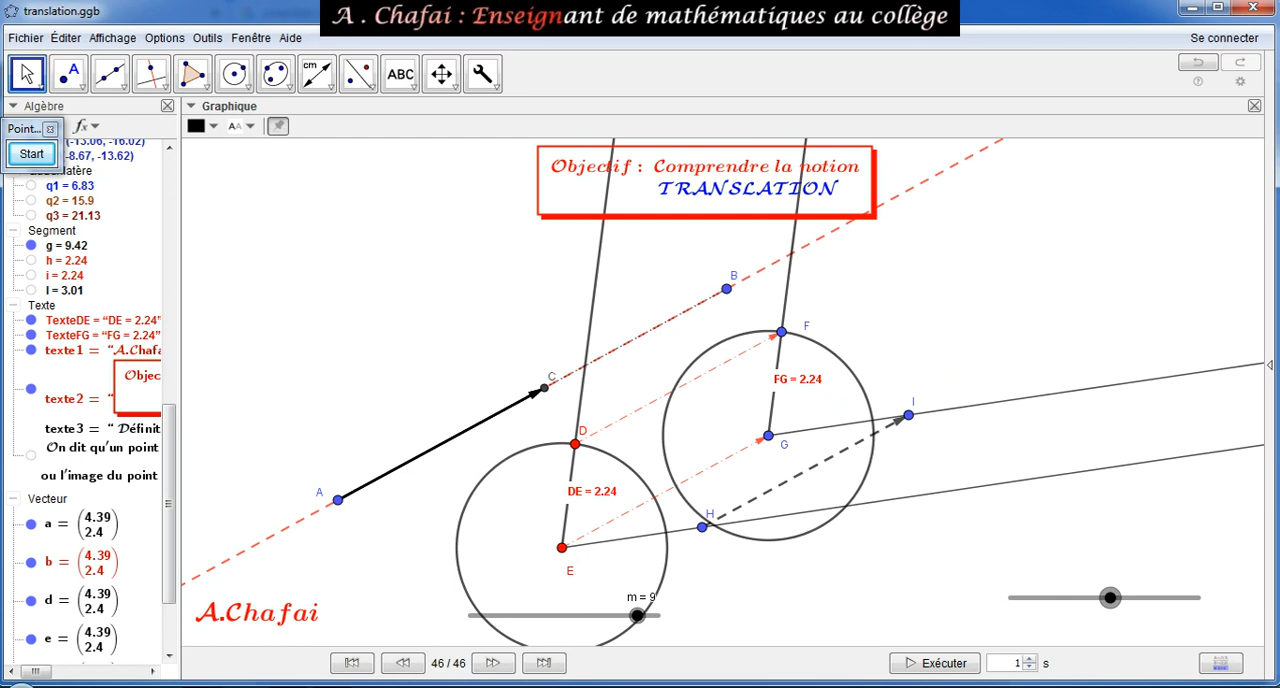 translation.ggb
A . Chafai : Enseignant de mathématiques au collège
Fichier Éditer Affichage Options Outils Fenêtre Aide
Se connecter
cm
A
ABC
Algèbre
Graphique
Point...
fx
AA
Start
(-13.06, -16.02)
-8.67, -13.62)
q1 = 6.83
q2 = 15.9
q3 = 21.13
Segment
g = 9.42
h = 2.24
i = 2.24
l = 3.01
Texte
TexteDE = “DE = 2.24”
TexteFG = “FG = 2.24”
texte1 = “A.Chafa
Objec
texte2 = “
texte3 = “ Définit
On dit qu'un point
ou l'image du point
Vecteur
a = (4.39
2.4)
b = (4.39
2.4)
d = (4.39
2.4)
e = (4.39
2.4)
Objectif : Comprendre la notion
TRANSLATION
B
F
C
FG = 2.24
I
D
G
A
DE = 2.24
H
E
m = 9
A.Chafai
46 / 46
Exécuter
1 s